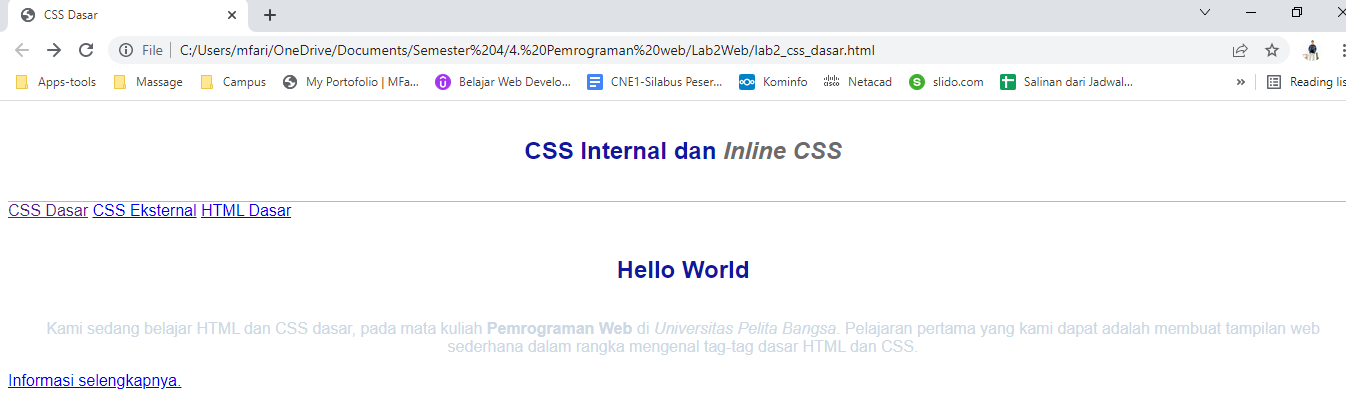 CSS Dasar
File
C:/Users/mfari/OneDrive/Documents/Semester%204/4.%20Pemrograman%20web/Lab2Web/lab2_css_dasar.html
Apps-tools Massage Campus My Portofolio | MFa... Belajar Web Develo... CNE1-Silabus Peser... Kominfo Netacad slido.com Salinan dari Jadwal... » Reading lis
CSS Internal dan Inline CSS
CSS Dasar CSS Eksternal HTML Dasar
Hello World
Kami sedang belajar HTML dan CSS dasar, pada mata kuliah Pemrograman Web di Universitas Pelita Bangsa. Pelajaran pertama yang kami dapat adalah membuat tampilan web
sederhana dalam rangka mengenal tag-tag dasar HTML dan CSS.
Informasi selengkapnya.